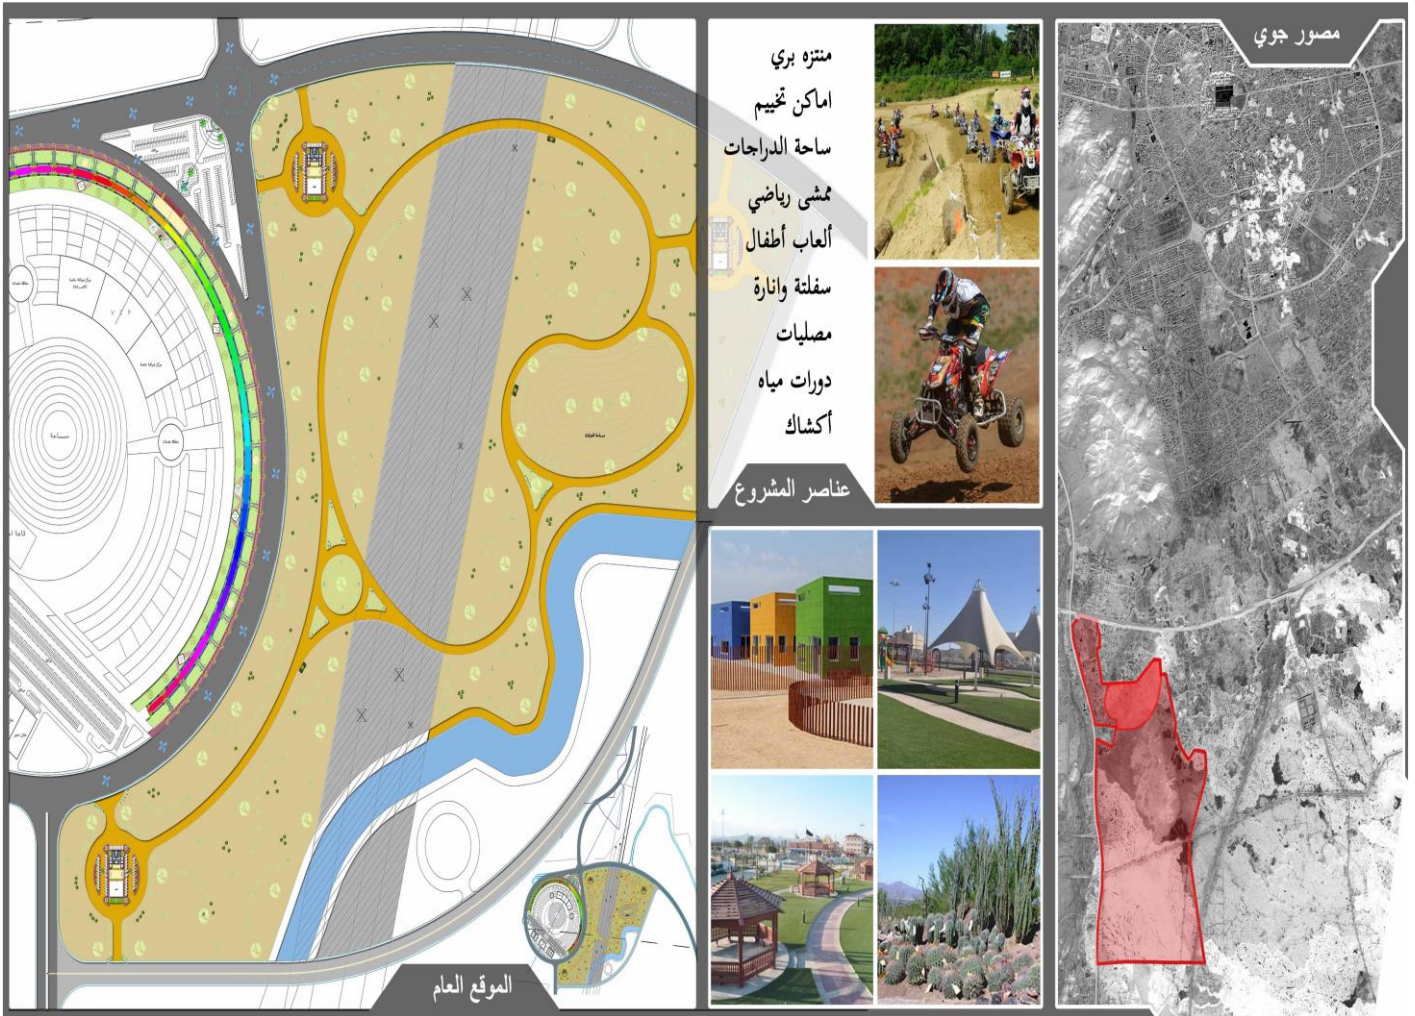 مصور جوي
منتزه بري
اماكن تخييم
ساحة الدراجات
ممشى رياضي
ألعاب أطفال
سفلتة وانارة
مصليات
دورات مياه
أكشاك
عناصر المشروع
V I P
الموقع العام